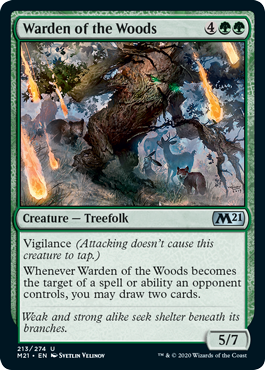 Warden of the Woods 4
Creature — Treefolk M21
Vigilance (Attacking doesn't cause this
creature to tap.)
Whenever Warden of the Woods becomes
the target of a spell or ability an opponent
controls, you may draw two cards.
Weak and strong alike seek shelter beneath its
branches.
5/7
213/274 U
M21 • EN Svetlin Velinov ™ & © 2020 Wizards of the Coast